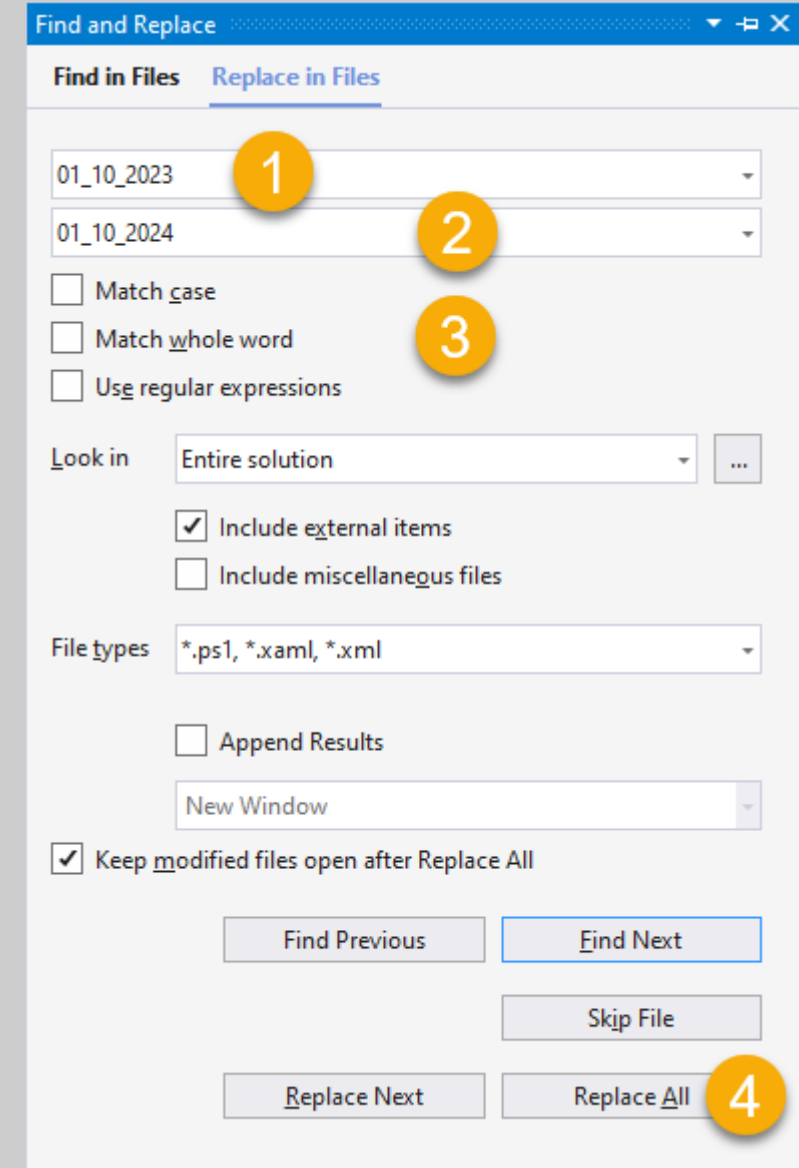 Find and Replace
Find in Files Replace in Files
01_10_2023 1
01_10_2024 2
Match case
Match whole word 3
Use regular expressions
Look in Entire solution ...
Include external items
Include miscellaneous files
File types *.ps1, *.xaml, *.xml
Append Results
New Window
Keep modified files open after Replace All
Find Previous Find Next
Skip File
Replace Next Replace All 4